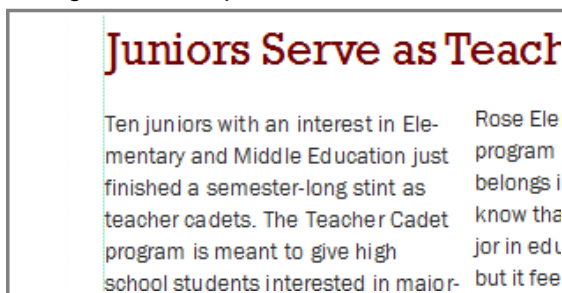 Juniors Serve as Teach
Ten juniors with an interest in Ele-
mentary and Middle Education just
finished a semester-long stint as
teacher cadets. The Teacher Cadet
program is meant to give high
school students interested in major-
Rose Ele
program
belongs i
know tha
jor in edu
but it fee